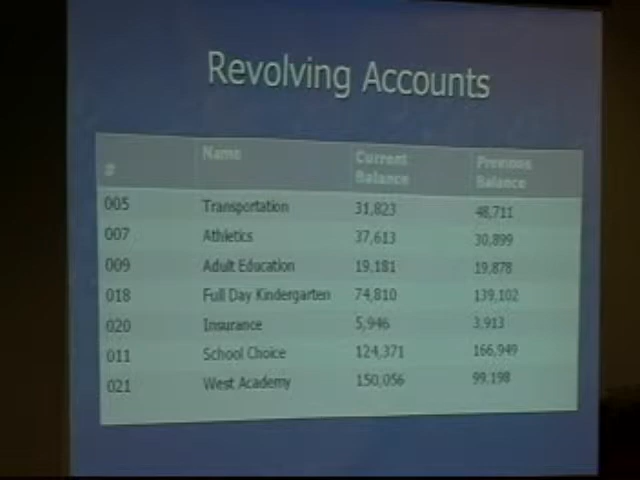 Revolving Accounts
# Name Current Balance Previous Balance
005 Transportation 31,823 48,711
007 Athletics 37,613 30,899
009 Adult Education 19,181 19,878
018 Full Day Kindergarten 74,810 139,102
020 Insurance 5,946 3,913
011 School Choice 124,371 166,949
021 West Academy 150,056 99.198